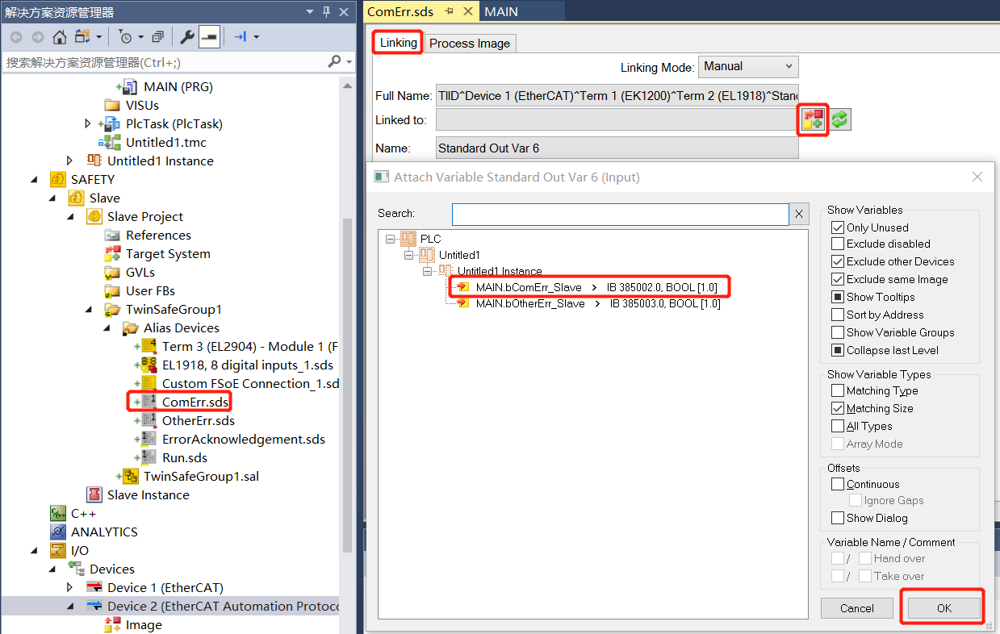 解决方案资源管理器
搜索解决方案资源管理器(Ctrl+;)
MAIN (PRG)
VISUs
PlcTask (PlcTask)
Untitled1.tmc
Untitled1 Instance
SAFETY
Slave
Slave Project
References
Target System
GVLs
User FBs
TwinSafeGroup1
Alias Devices
Term 3 (EL2904) - Module 1 (F
EL1918, 8 digital inputs_1.sds
Custom FSoE Connection_1.sd
ComErr.sds
OtherErr.sds
ErrorAcknowledgement.sds
Run.sds
TwinSafeGroup1.sal
Slave Instance
C++
ANALYTICS
I/O
Devices
Device 1 (EtherCAT)
Device 2 (EtherCAT Automation Protoco
Image
ComErr.sds
MAIN
Linking
Process Image
Linking Mode:
Manual
Full Name:
TIID^Device 1 (EtherCAT)^Term 1 (EK1200)^Term 2 (EL1918)^Stand
Linked to:
Name:
Standard Out Var 6
Attach Variable Standard Out Var 6 (Input)
Search:
PLC
Untitled1
Untitled1 Instance
MAIN.bComErr_Slave > IB 385002.0, BOOL [1.0]
MAIN.bOtherErr_Slave > IB 385003.0, BOOL [1.0]
Show Variables
Only Unused
Exclude disabled
Exclude other Devices
Exclude same Image
Show Tooltips
Sort by Address
Show Variable Groups
Collapse last Level
Show Variable Types
Matching Type
Matching Size
All Types
Array Mode
Offsets
Continuous
Ignore Gaps
Show Dialog
Variable Name / Comment
/ Hand over
/ Take over
Cancel
OK